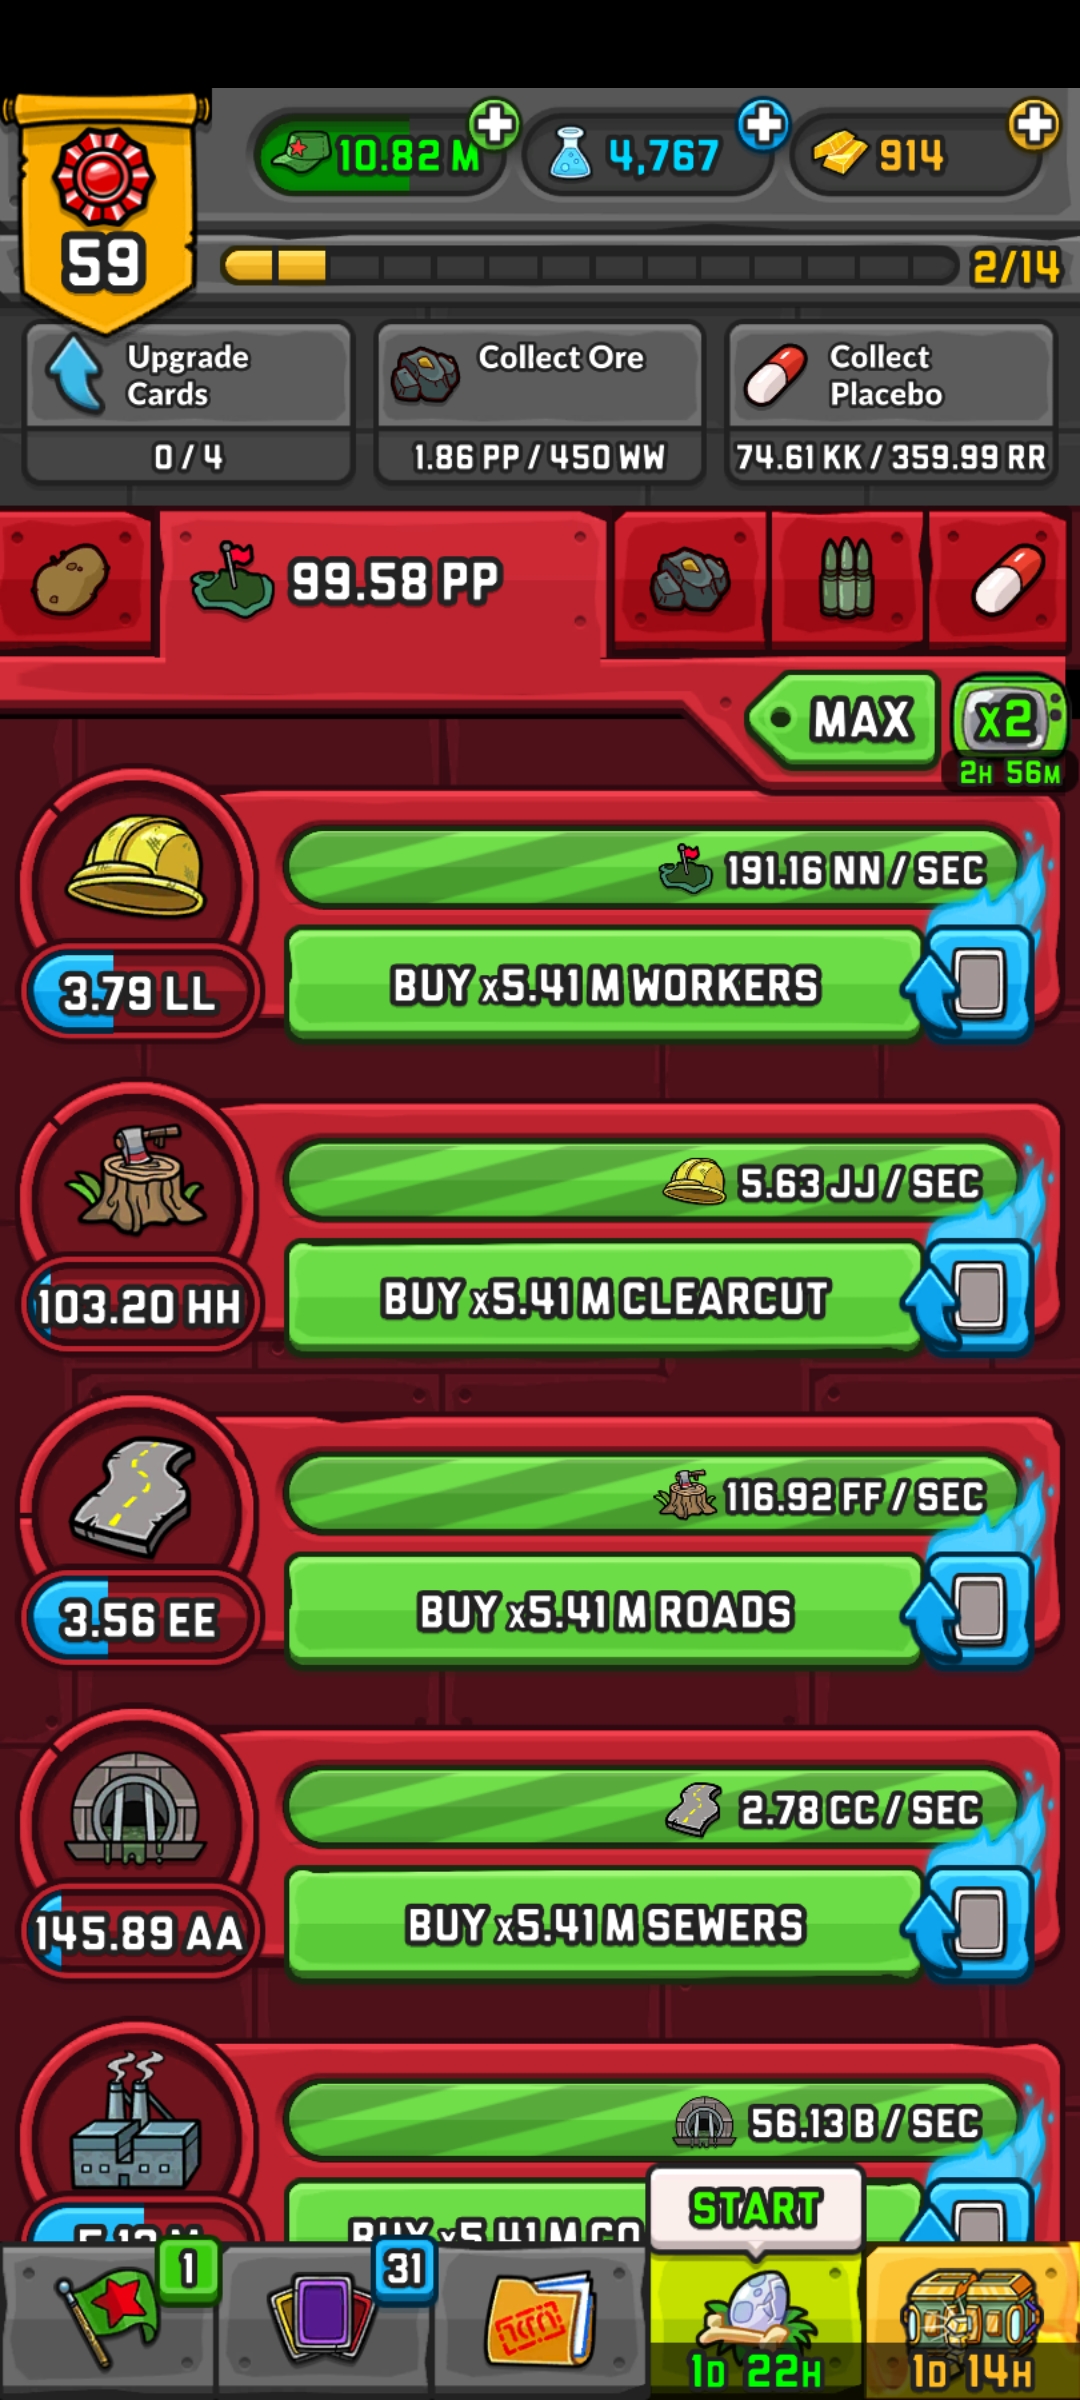 10.82 M
4,767
914
59
2/14
Upgrade
Cards
0 / 4
Collect Ore
1.86 PP / 450 WW
Collect
Placebo
74.61 KK / 359.99 RR
99.58 PP
MAX
x2
2H 56M
191.16 NN / SEC
3.79 LL
BUY x5.41 M WORKERS
5.63 JJ / SEC
103.20 HH
BUY x5.41 M CLEARCUT
116.92 FF / SEC
3.56 EE
BUY x5.41 M ROADS
2.78 CC / SEC
145.89 AA
BUY x5.41 M SEWERS
56.13 B / SEC
BUY x5.41 M CO
START
1
31
1D 22H
1D 14H